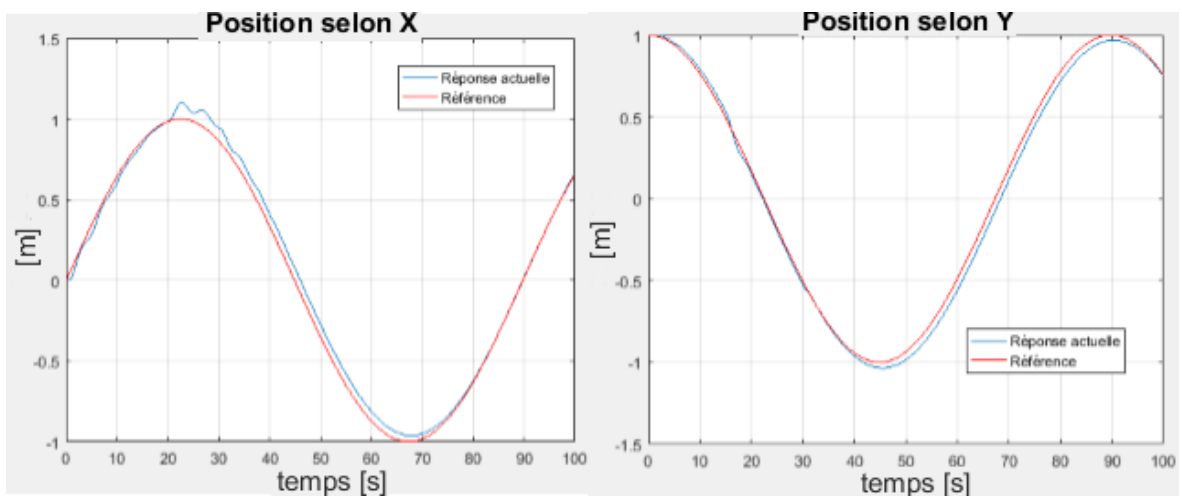 Position selon X
1.5
1
0.5
0
-0.5
-1
[m]
Réponse actuelle
Référence
0 10 20 30 40 50 60 70 80 90 100
temps [s]
Position selon Y
1
0.5
0
-0.5
-1
-1.5
[m]
Réponse actuelle
Référence
0 10 20 30 40 50 60 70 80 90 100
temps [s]